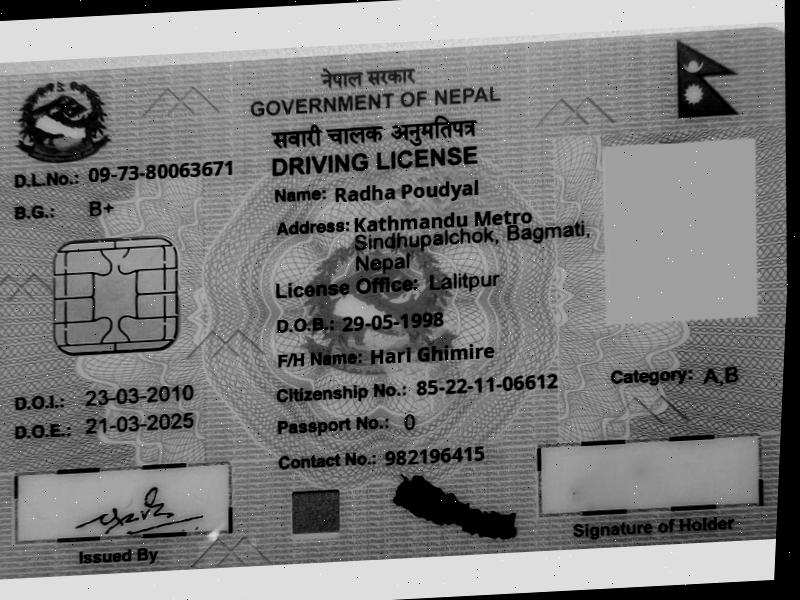 नेपाल सरकार
GOVERNMENT OF NEPAL
सवारी चालक अनुमतिपत्र
DRIVING LICENSE
D.L.No.: 09-73-80063671
B.G.: B+
Name: Radha Poudyal
Address: Kathmandu Metro
Sindhupalchok, Bagmati,
Nepal
License Office: Lalitpur
D.O.B.: 29-05-1998
F/H Name: Hari Ghimire
Citizenship No.: 85-22-11-06612
Category: A,B
D.O.I.: 23-03-2010
D.O.E.: 21-03-2025
Passport No.: 0
Contact No.: 982196415
Issued By
Signature of Holder